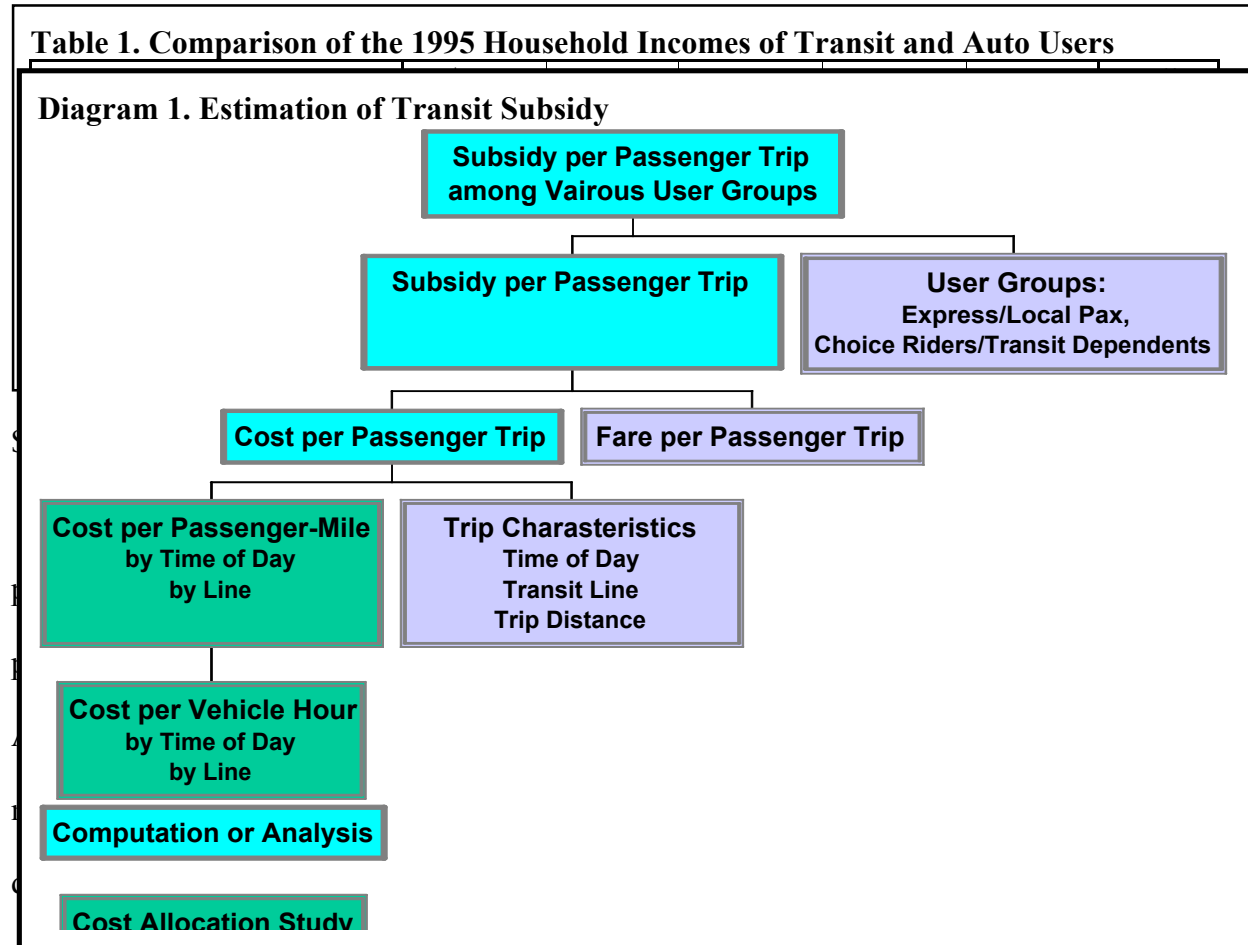 Table 1. Comparison of the 1995 Household Incomes of Transit and Auto Users
Diagram 1. Estimation of Transit Subsidy
Subsidy per Passenger Trip
among Vairous User Groups
Subsidy per Passenger Trip
User Groups:
Express/Local Pax,
Choice Riders/Transit Dependents
Cost per Passenger Trip
Fare per Passenger Trip
Cost per Passenger-Mile
by Time of Day
by Line
Trip Charasteristics
Time of Day
Transit Line
Trip Distance
Cost per Vehicle Hour
by Time of Day
by Line
Computation or Analysis
Cost Allocation Study